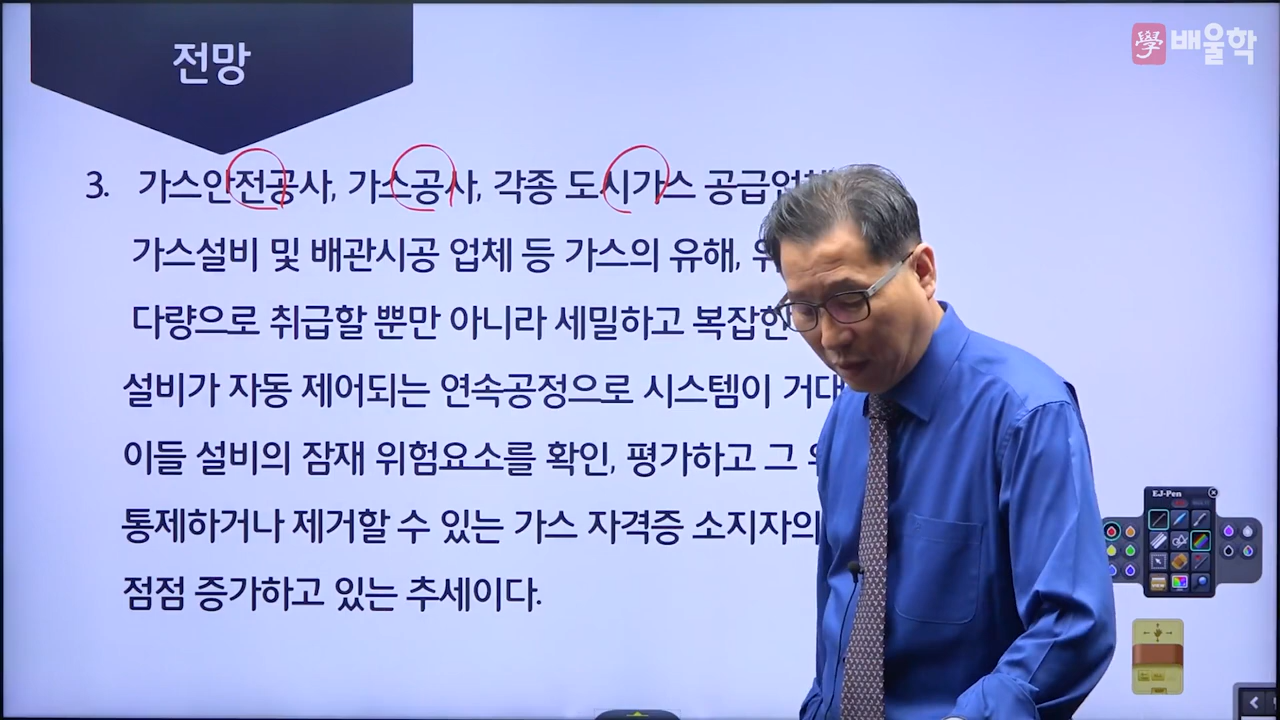 전망
學 배울학
3. 가스안전공사, 가스공사, 각종 도시가스 공급업체
가스설비 및 배관시공 업체 등 가스의 유해,
다량으로 취급할 뿐만 아니라 세밀하고 복잡한
설비가 자동 제어되는 연속공정으로 시스템이
이들 설비의 잠재 위험요소를 확인, 평가하고 그
통제하거나 제거할 수 있는 가스 자격증 소지자의
점점 증가하고 있는 추세이다.
EJ-Pen